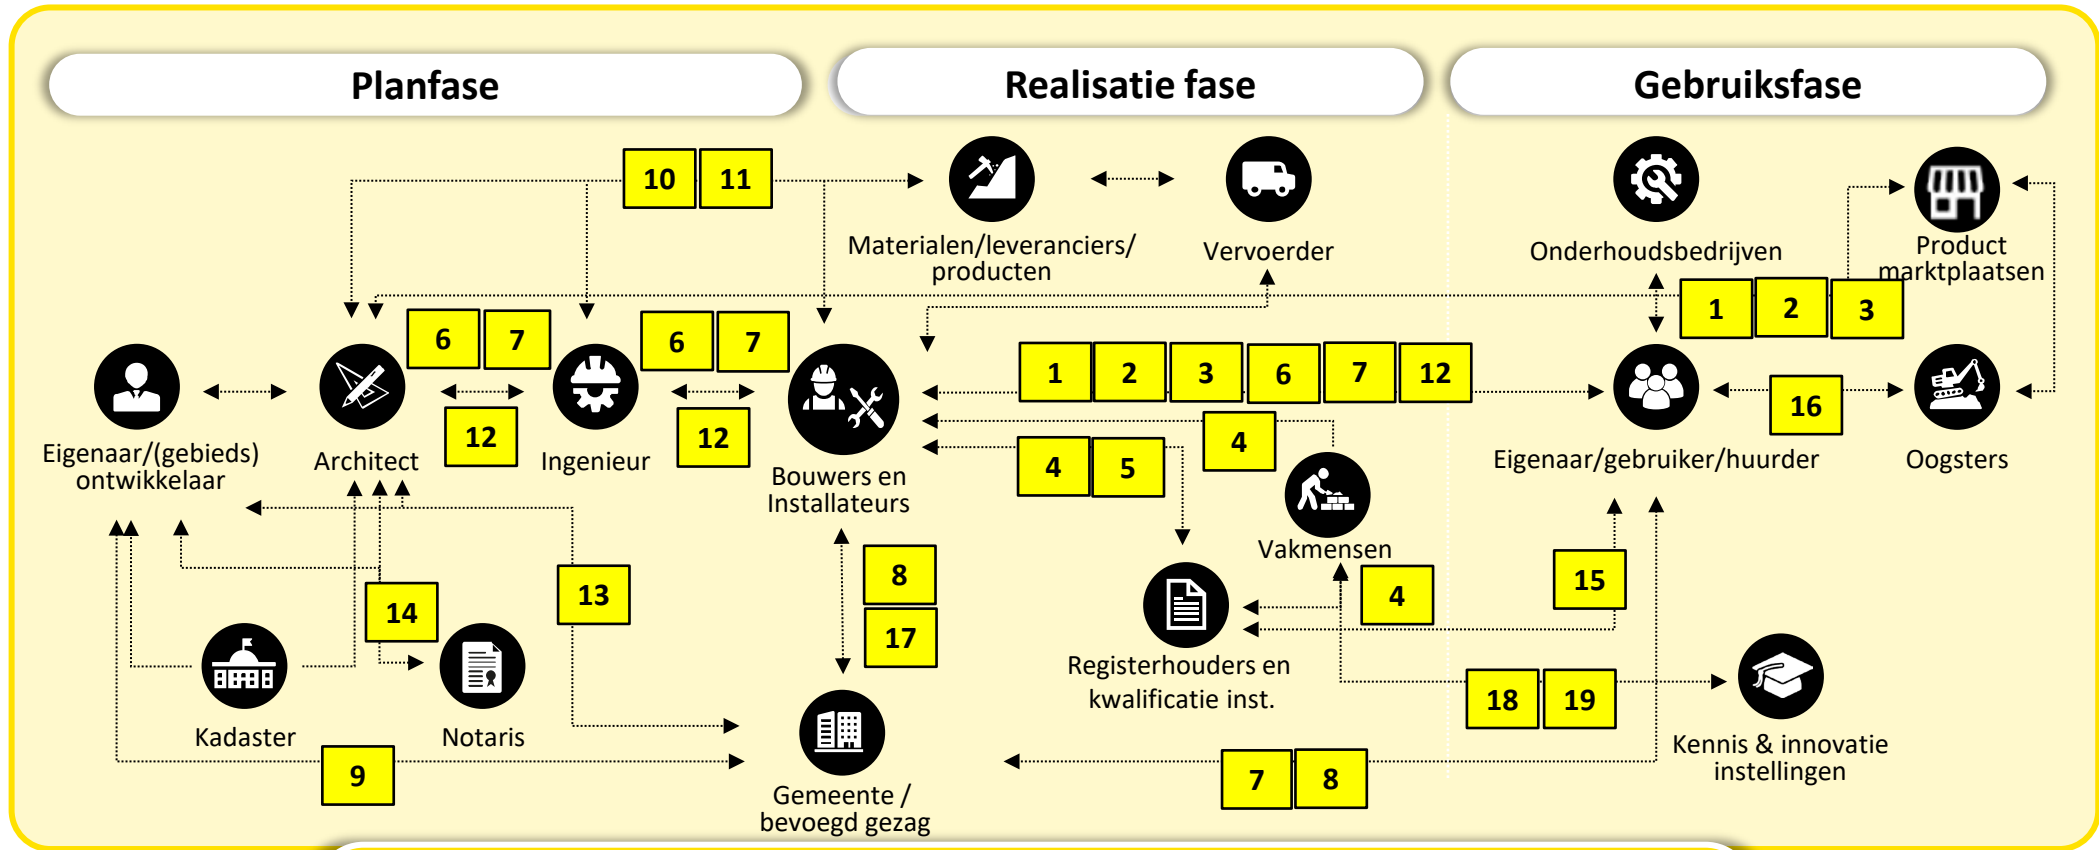 Planfase
Realisatie fase
Gebruiksfase
10
11
Materialen/leveranciers/
producten
Vervoerder
Onderhoudsbedrijven
Product
marktplaatsen
1
2
3
6
7
6
7
1
2
3
6
7
12
16
12
12
4
4
5
Eigenaar/(gebieds)
ontwikkelaar
Architect
Ingenieur
Bouwers en
Installateurs
Eigenaar/gebruiker/huurder
Oogsters
Vakmensen
8
17
13
14
4
15
Registerhouders en
kwalificatie inst.
18
19
Kadaster
Notaris
9
Gemeente /
bevoegd gezag
7
8
Kennis & innovatie
instellingen